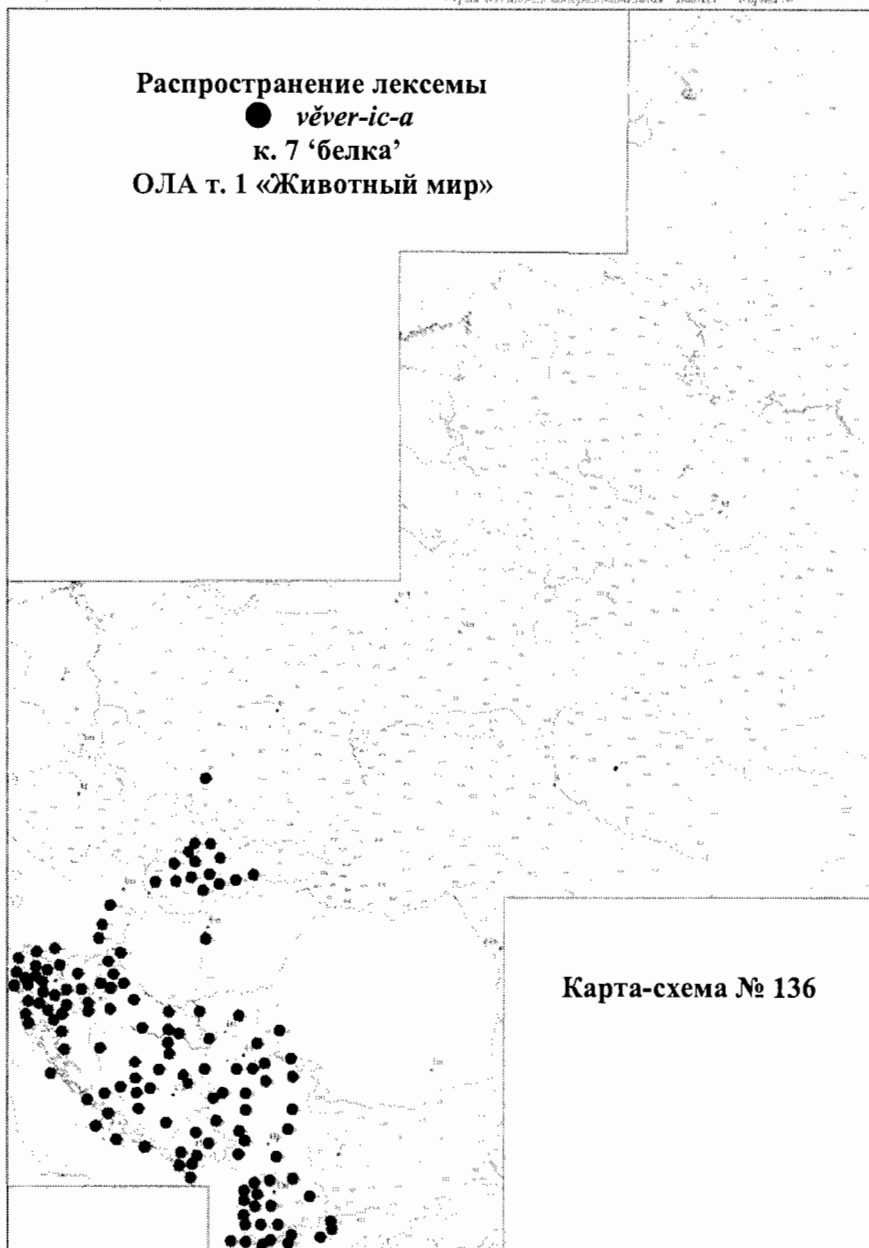 Распространение лексемы
věver-ic-a
к. 7 ‘белка’
ОЛА т. 1 «Животный мир»
Карта-схема № 136